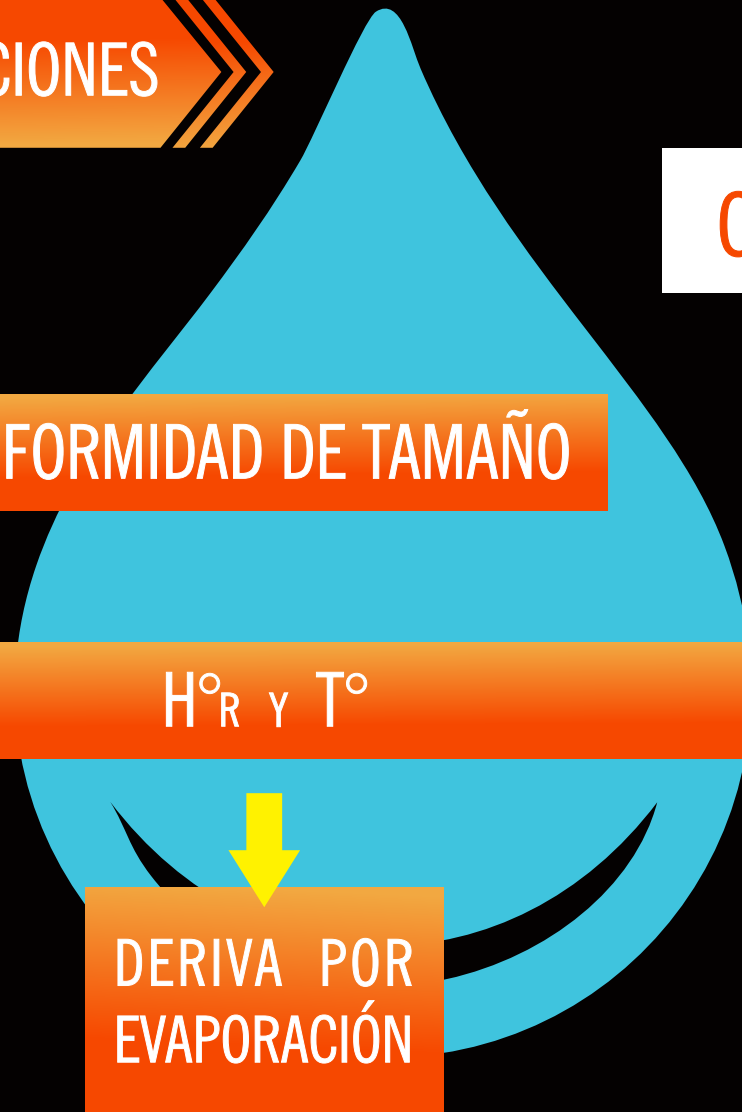 CIONES
FORMIDAD DE TAMAÑO
H°R Y T°
DERIVA POR
EVAPORACIÓN